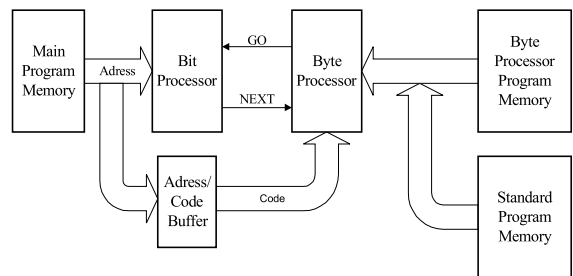 Main
Program
Memory
Adress
Bit
Processor
GO
NEXT
Byte
Processor
Byte
Processor
Program
Memory
Adress/
Code
Buffer
Code
Standard
Program
Memory